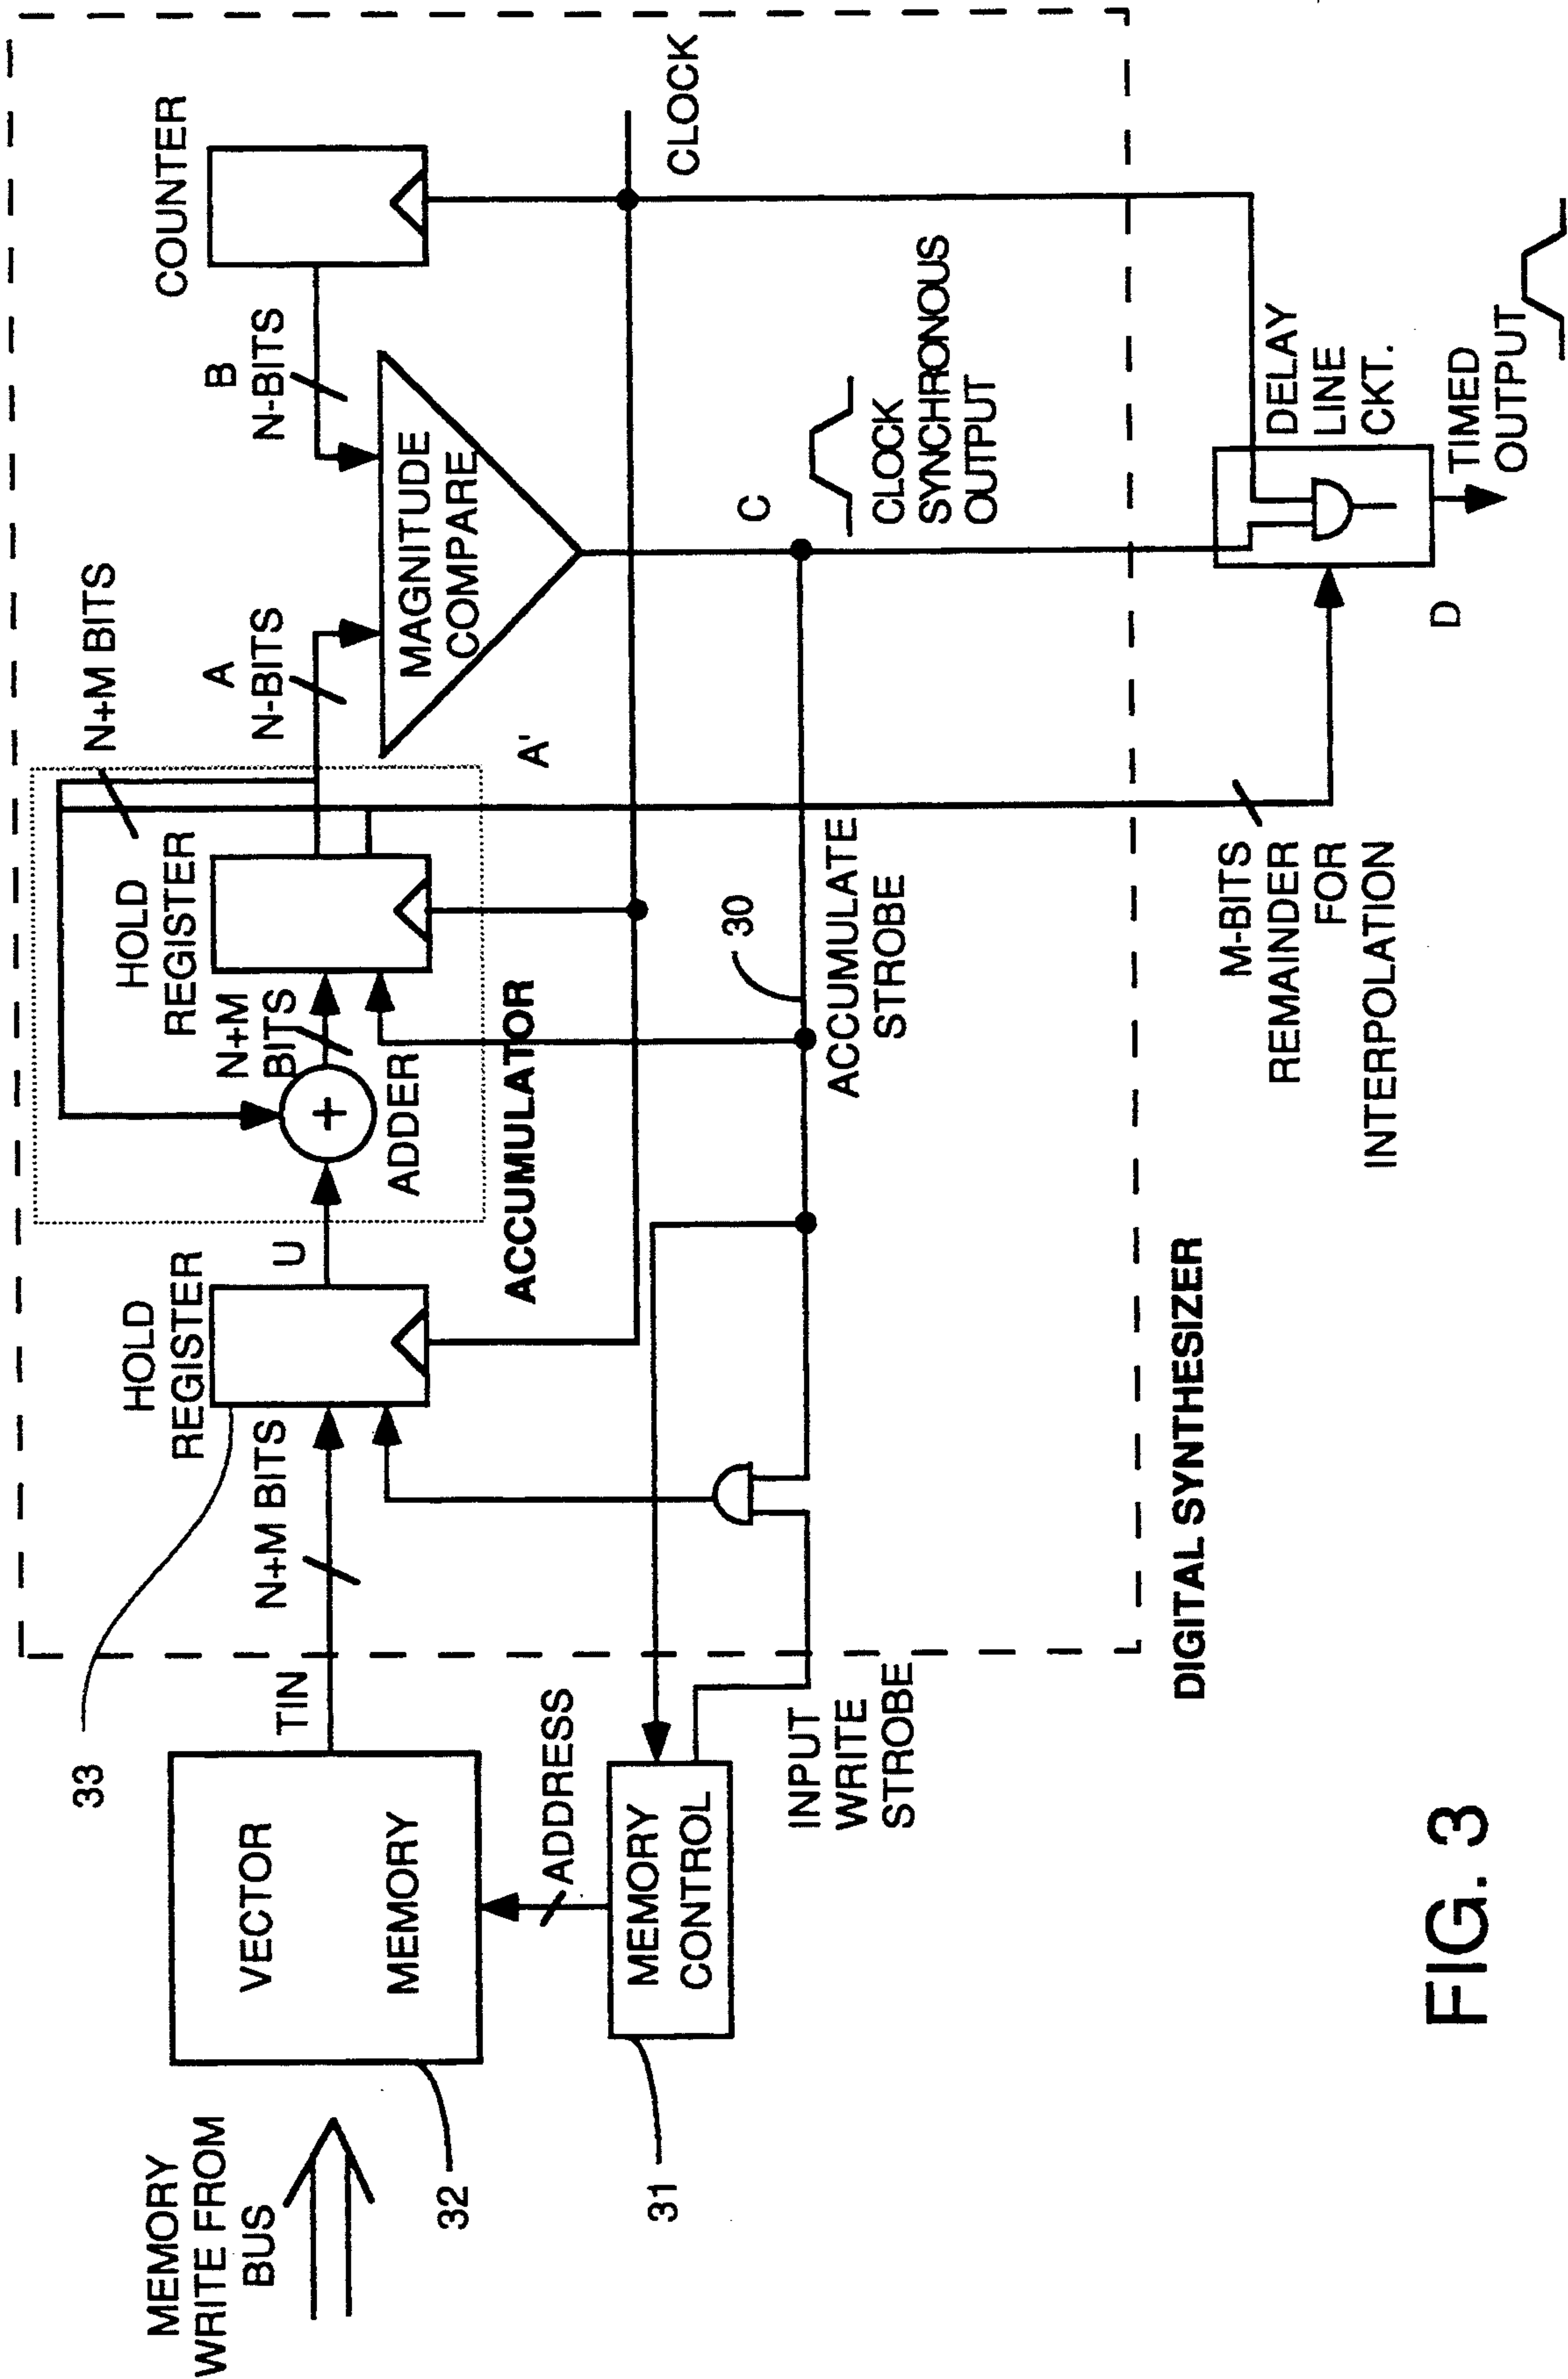 MEMORY
WRITE FROM
BUS
VECTOR
MEMORY
32
33
TIN
N+M BITS
HOLD
REGISTER
U
ADDER
+
N+M
BITS
HOLD
REGISTER
N+M BITS
ACCUMULATOR
A
N-BITS
A'
MAGNITUDE
COMPARE
B
N-BITS
COUNTER
CLOCK
ADDRESS
MEMORY
CONTROL
31
INPUT
WRITE
STROBE
30
ACCUMULATE
STROBE
C
CLOCK
SYNCHRONOUS
OUTPUT
DIGITAL SYNTHESIZER
M-BITS
REMAINDER
FOR
INTERPOLATION
D
DELAY
LINE
CKT.
TIMED
OUTPUT
FIG. 3